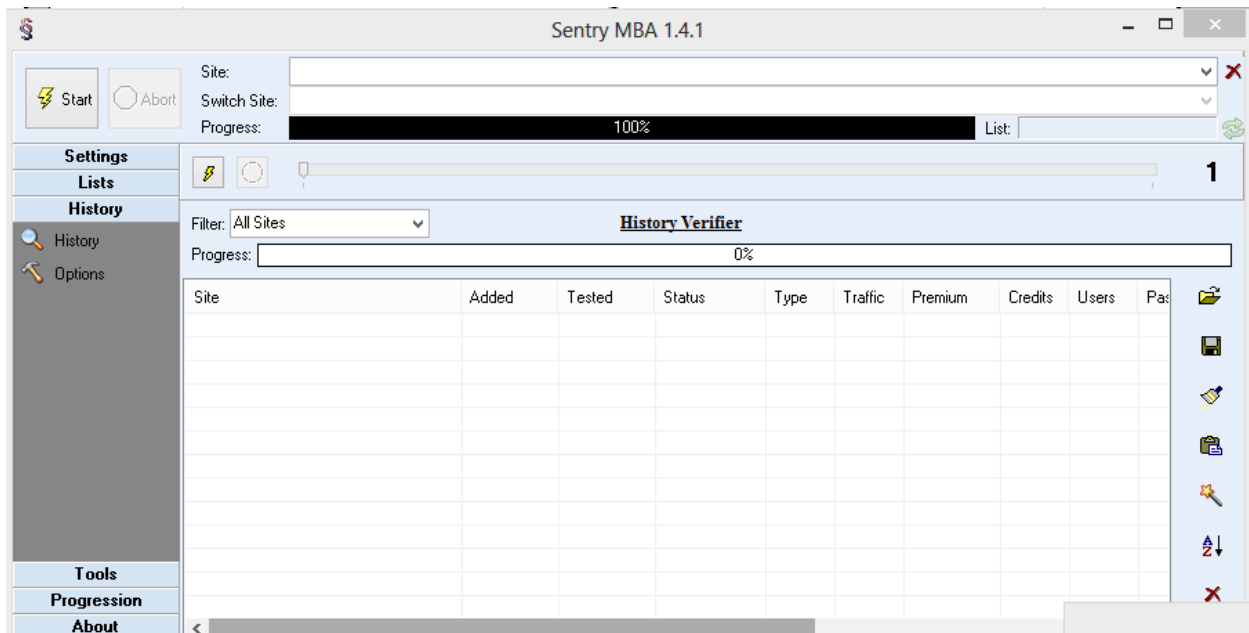 Sentry MBA 1.4.1
Start
Abort
Site:
Switch Site:
Progress: 100% List:
Settings
Lists
History
History
Options
Tools
Progression
About
1
Filter: All Sites History Verifier
Progress: 0%
Site Added Tested Status Type Traffic Premium Credits Users Pas